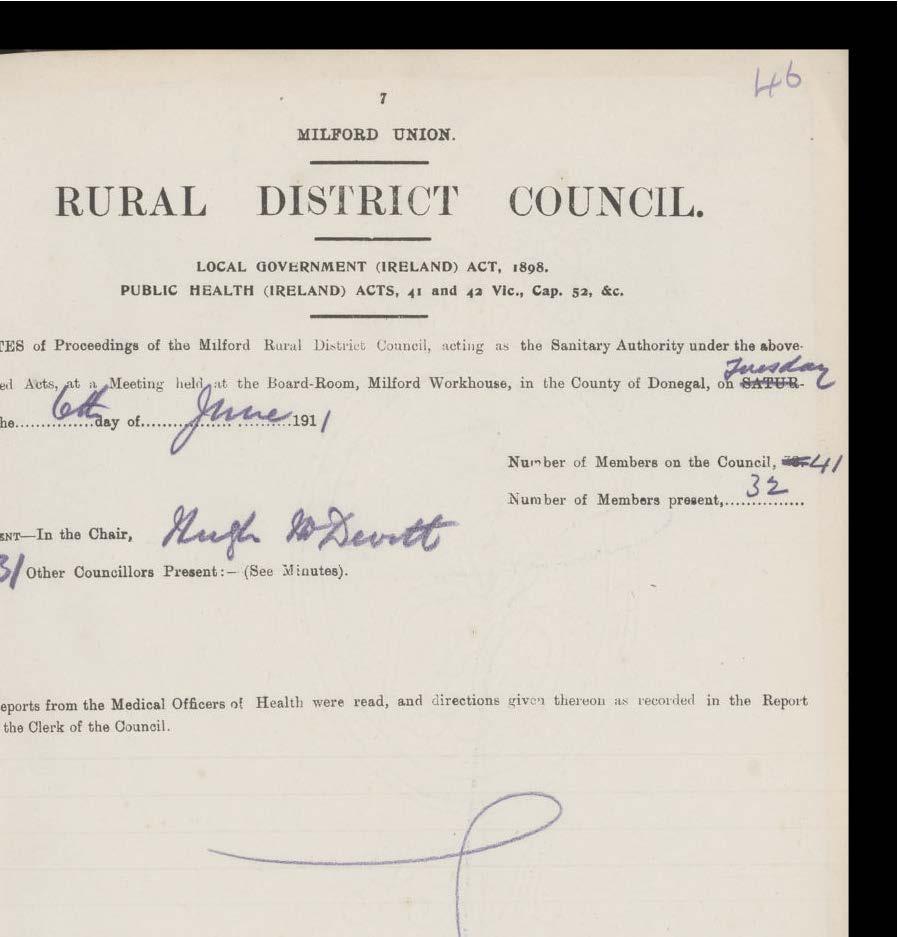 46
7
MILFORD UNION.
RURAL DISTRICT COUNCIL.
LOCAL GOVERNMENT (IRELAND) ACT, 1898.
PUBLIC HEALTH (IRELAND) ACTS, 41 and 42 Vic., Cap. 52, &c.
TES of Proceedings of the Milford Rural District Council, acting as the Sanitary Authority under the above-
Tuesday
ed Acts, at a Meeting held at the Board-Room, Milford Workhouse, in the County of Donegal, on SATUR-
he...............6th day of......... June ..........1911
Number of Members on the Council, 41
Number of Members present, 32
ENT—In the Chair, Hugh McDevitt
31 Other Councillors Present:— (See Minutes).
eports from the Medical Officers of Health were read, and directions given thereon as recorded in the Report
the Clerk of the Council.